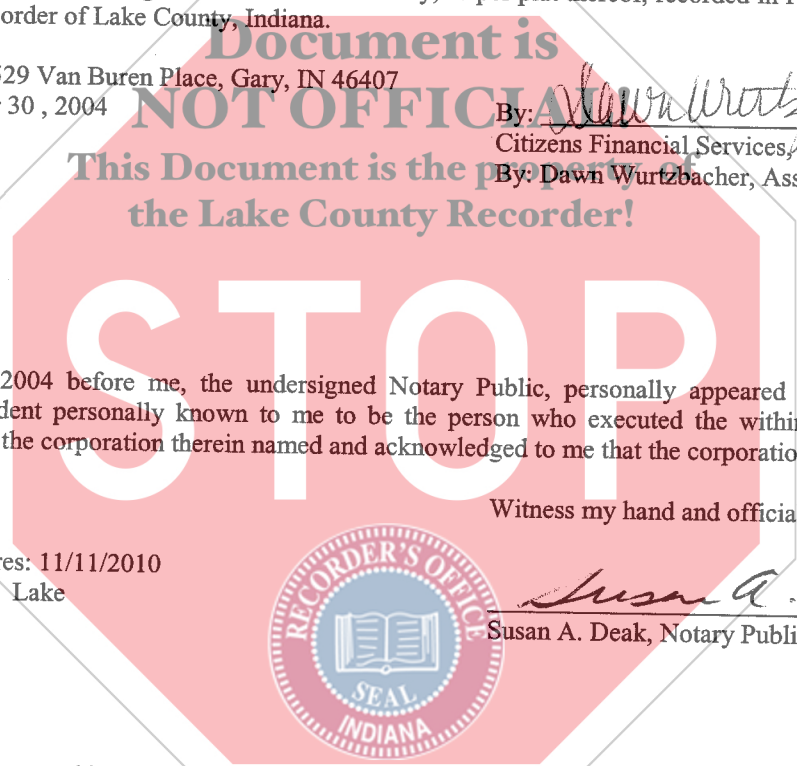 order of Lake County, Indiana.
Document is
529 Van Buren Place, Gary, IN 46407
30 , 2004
NOT OFFICIAL!
By: Dawn Wurtz
Citizens Financial Services,
This Document is the property of
By: Dawn Wurtzbacher, Ass
the Lake County Recorder!
STOP
2004 before me, the undersigned Notary Public, personally appeared
dent personally known to me to be the person who executed the within
the corporation therein named and acknowledged to me that the corporatio
Witness my hand and officia
res: 11/11/2010
Lake
RECORDER'S OFFICE
SEAL
INDIANA
Susan A.
Susan A. Deak, Notary Publi